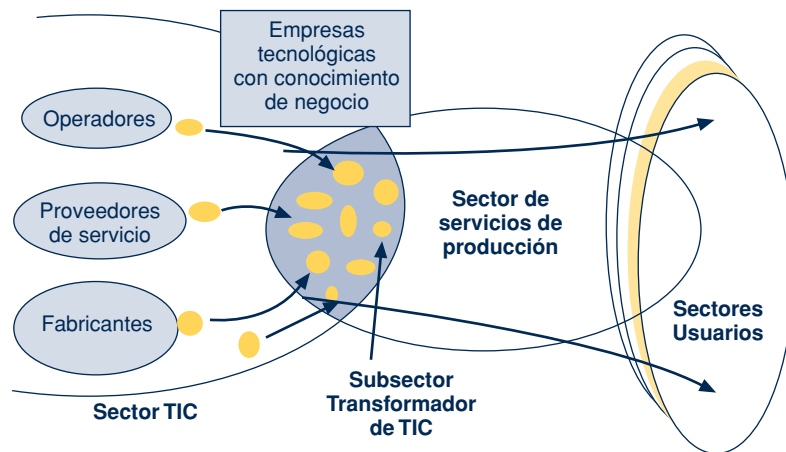 Empresas
tecnológicas
con conocimiento
de negocio
Operadores
Proveedores
de servicio
Fabricantes
Sector de
servicios de
producción
Sectores
Usuarios
Subsector
Transformador
de TIC
Sector TIC